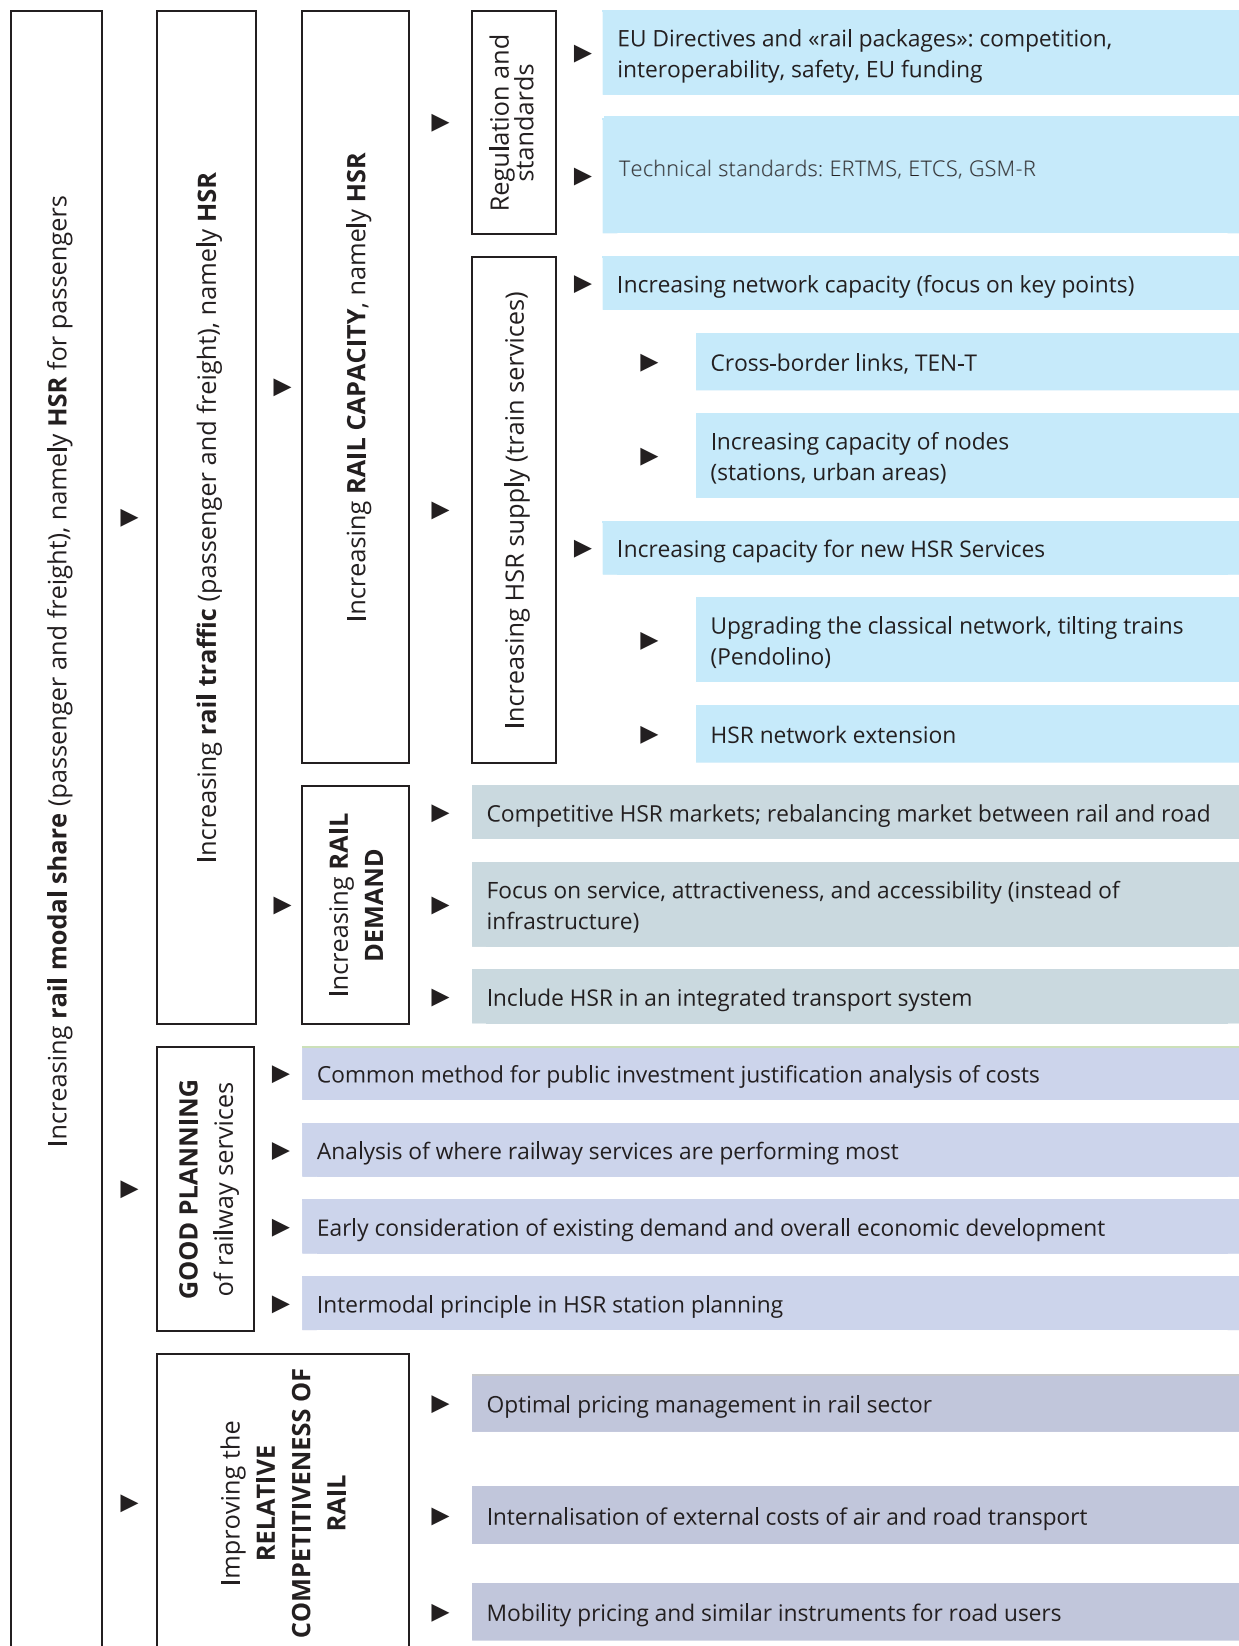 Increasing rail modal share (passenger and freight), namely HSR for passengers
Increasing rail traffic (passenger and freight), namely HSR
Increasing RAIL CAPACITY, namely HSR
Regulation and
standards
EU Directives and «rail packages»: competition,
interoperability, safety, EU funding
Technical standards: ERTMS, ETCS, GSM-R
Increasing HSR supply (train services)
Increasing network capacity (focus on key points)
Cross-border links, TEN-T
Increasing capacity of nodes
(stations, urban areas)
Increasing capacity for new HSR Services
Upgrading the classical network, tilting trains
(Pendolino)
HSR network extension
Increasing RAIL
DEMAND
Competitive HSR markets; rebalancing market between rail and road
Focus on service, attractiveness, and accessibility (instead of
infrastructure)
Include HSR in an integrated transport system
GOOD PLANNING
of railway services
Common method for public investment justification analysis of costs
Analysis of where railway services are performing most
Early consideration of existing demand and overall economic development
Intermodal principle in HSR station planning
Improving the
RELATIVE
COMPETITIVENESS OF
RAIL
Optimal pricing management in rail sector
Internalisation of external costs of air and road transport
Mobility pricing and similar instruments for road users